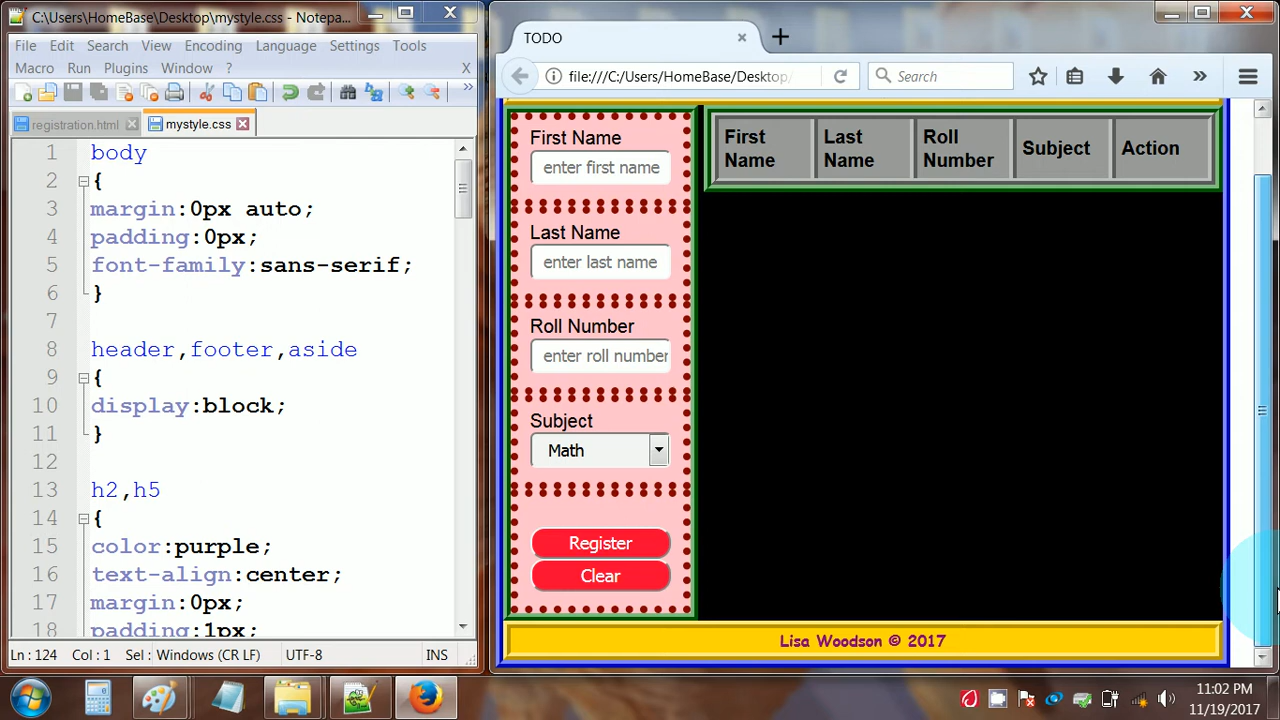 C:\Users\HomeBase\Desktop\mystyle.css - Notepa...
File Edit Search View Encoding Language Settings Tools
Macro Run Plugins Window ? X
registration.html mystyle.css
1 body
2 {
3 margin:0px auto;
4 padding:0px;
5 font-family:sans-serif;
6 }
7
8 header,footer,aside
9 {
10 display:block;
11 }
12
13 h2,h5
14 {
15 color:purple;
16 text-align:center;
17 margin:0px;
18 padding:1px;
Ln : 124 Col : 1 Sel : Windows (CR LF) UTF-8 INS
TODO
file:///C:/Users/HomeBase/Desktop/
Search
First Name
enter first name
Last Name
enter last name
Roll Number
enter roll number
Subject
Math
Register
Clear
First Name
Last Name
Roll Number
Subject
Action
Lisa Woodson © 2017
11:02 PM
11/19/2017